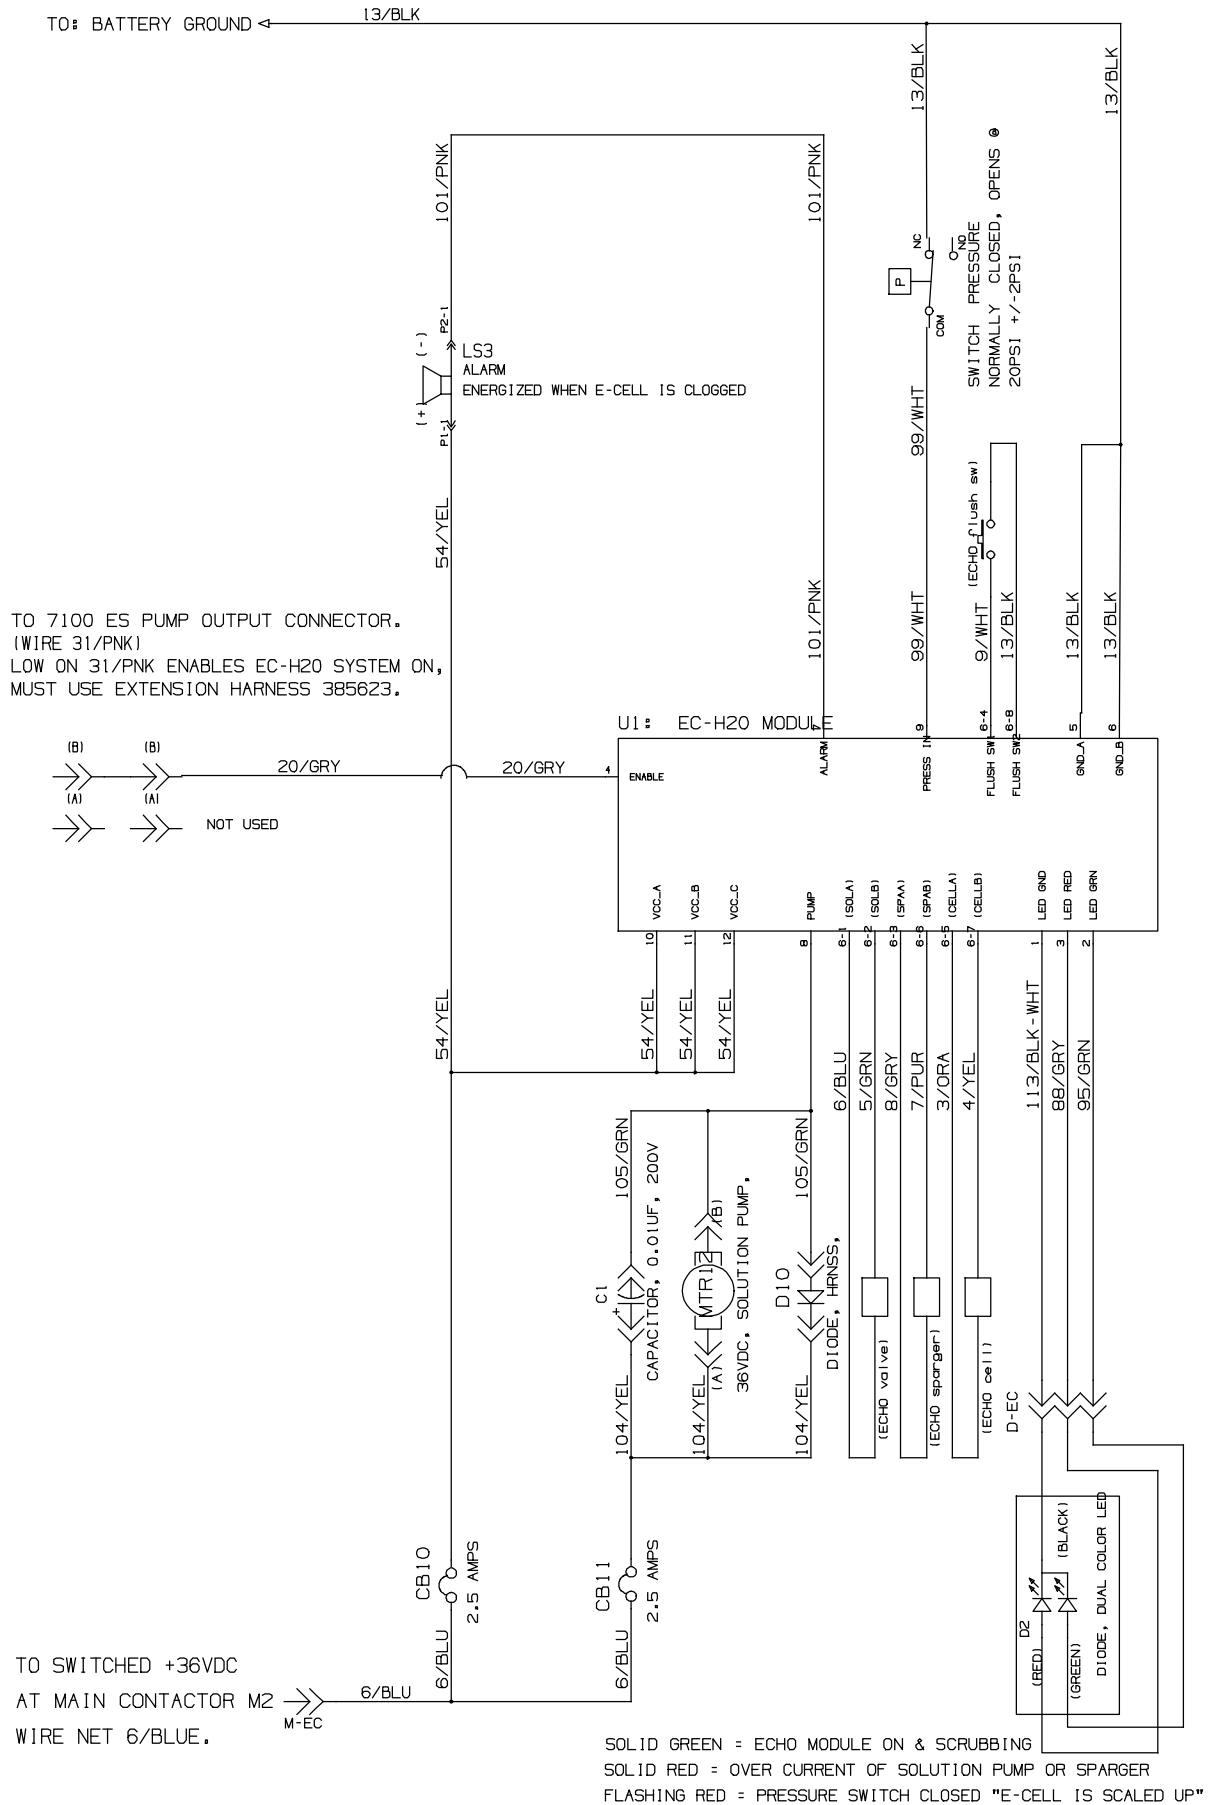 TO: BATTERY GROUND
13/BLK
13/BLK
13/BLK
101/PNK
101/PNK
NC
NO
P
COM
SWITCH PRESSURE
NORMALLY CLOSED, OPENS @
20PSI +/-2PSI
P2-1
(-)
LS3
ALARM
ENERGIZED WHEN E-CELL IS CLOGGED
(+)
P1-1
99/WHT
54/YEL
(ECHO flush sw)
TO 7100 ES PUMP OUTPUT CONNECTOR.
(WIRE 31/PNK)
LOW ON 31/PNK ENABLES EC-H20 SYSTEM ON,
MUST USE EXTENSION HARNESS 385623.
101/PNK
99/WHT
9/WHT
13/BLK
13/BLK
13/BLK
U1: EC-H20 MODULE
7
9
6-4
6-8
5
6
ALARM
PRESS IN
FLUSH SW1
FLUSH SW2
GND_A
GND_B
(B)
(B)
20/GRY
20/GRY
4
ENABLE
(A)
(A)
NOT USED
VCC_A
VCC_B
VCC_C
PUMP
(SOLA)
(SOLB)
(SPAA)
(SPAB)
(CELLA)
(CELLB)
LED GND
LED RED
LED GRN
10
11
12
8
6-1
6-2
6-3
6-6
6-5
6-7
1
3
2
54/YEL
54/YEL
54/YEL
54/YEL
6/BLU
5/GRN
8/GRY
7/PUR
3/ORA
4/YEL
113/BLK-WHT
88/GRY
95/GRN
105/GRN
105/GRN
C1
+
CAPACITOR, 0.01UF, 200V
(B)
MTR12
(A)
36VDC, SOLUTION PUMP,
D10
DIODE, HRNSS,
(ECHO valve)
(ECHO sparger)
(ECHO cell)
104/YEL
104/YEL
104/YEL
D-EC
CB10
2.5 AMPS
CB11
2.5 AMPS
(BLACK)
D2
(RED)
(GREEN)
DIODE, DUAL COLOR LED
6/BLU
6/BLU
TO SWITCHED +36VDC
AT MAIN CONTACTOR M2
WIRE NET 6/BLUE.
M-EC
6/BLU
SOLID GREEN = ECHO MODULE ON & SCRUBBING
SOLID RED = OVER CURRENT OF SOLUTION PUMP OR SPARGER
FLASHING RED = PRESSURE SWITCH CLOSED "E-CELL IS SCALED UP"